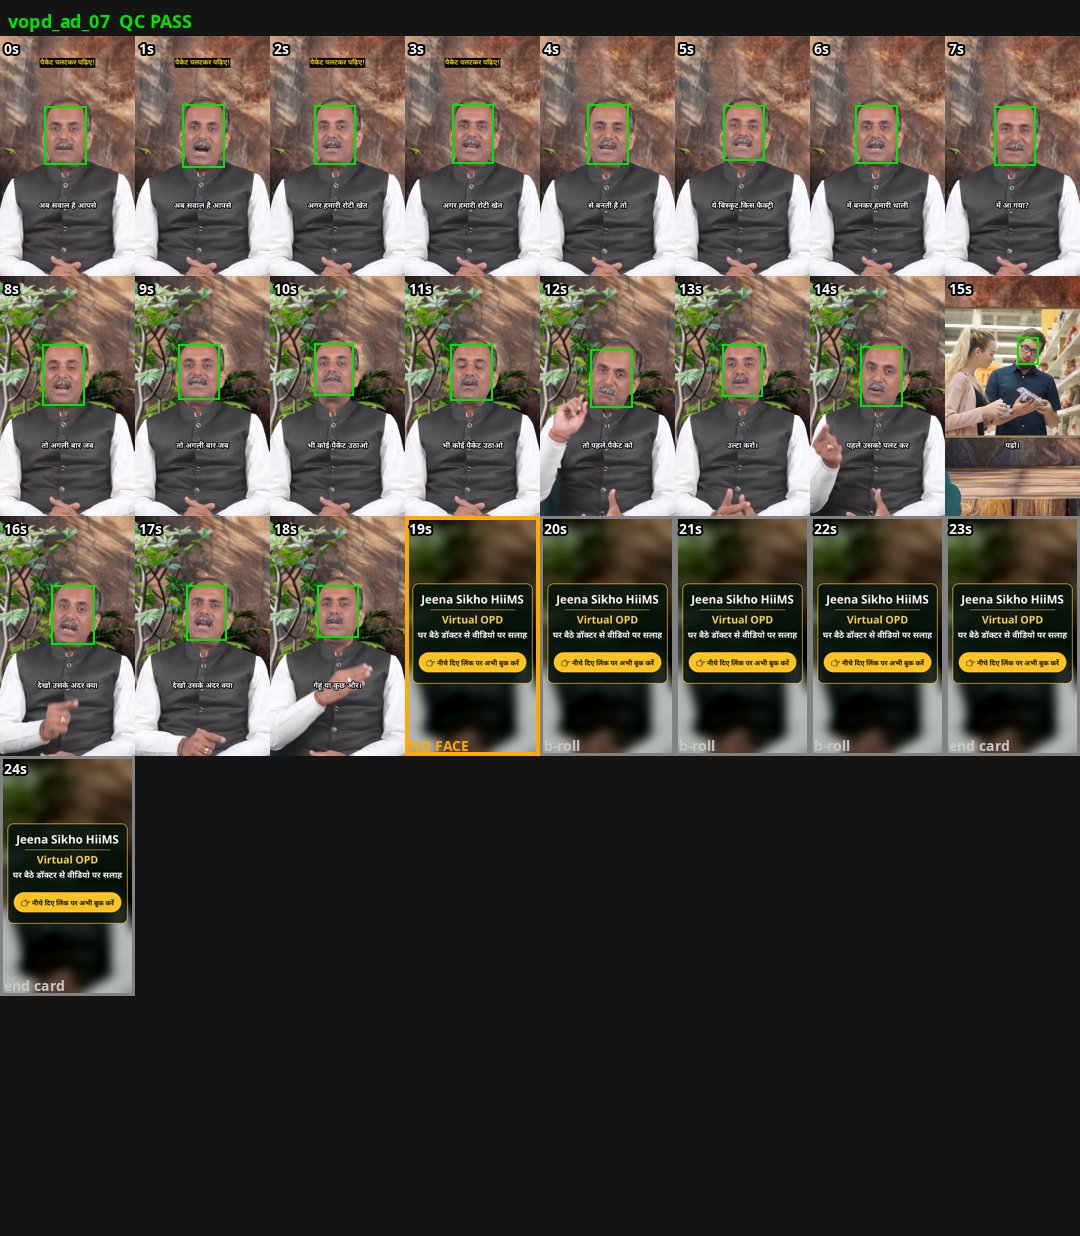 vopd_ad_07 QC PASS
0s
पैकेट पलटकर पढ़िए!
अब सवाल है आपसे
1s
पैकेट पलटकर पढ़िए!
अब सवाल है आपसे
2s
पैकेट पलटकर पढ़िए!
अगर हमारी रोटी खेत
3s
पैकेट पलटकर पढ़िए!
अगर हमारी रोटी खेत
4s
से बनती है तो
5s
ये बिस्कुट किस फैक्ट्री
6s
में बनकर हमारी थाली
7s
में आ गया?
8s
तो अगली बार जब
9s
तो अगली बार जब
10s
भी कोई पैकेट उठाओ
11s
भी कोई पैकेट उठाओ
12s
तो पहले पैकेट को
13s
उल्टा करो।
14s
पहले उसको पलट कर
15s
पढ़ो।
16s
देखो उसके अंदर क्या
17s
देखो उसके अंदर क्या
18s
गेहूं या कुछ और।
19s
Jeena Sikho HiiMS
Virtual OPD
घर बैठे डॉक्टर से वीडियो पर सलाह
👉 नीचे दिए लिंक पर अभी बुक करें
NO FACE
20s
Jeena Sikho HiiMS
Virtual OPD
घर बैठे डॉक्टर से वीडियो पर सलाह
👉 नीचे दिए लिंक पर अभी बुक करें
b-roll
21s
Jeena Sikho HiiMS
Virtual OPD
घर बैठे डॉक्टर से वीडियो पर सलाह
👉 नीचे दिए लिंक पर अभी बुक करें
b-roll
22s
Jeena Sikho HiiMS
Virtual OPD
घर बैठे डॉक्टर से वीडियो पर सलाह
👉 नीचे दिए लिंक पर अभी बुक करें
b-roll
23s
Jeena Sikho HiiMS
Virtual OPD
घर बैठे डॉक्टर से वीडियो पर सलाह
👉 नीचे दिए लिंक पर अभी बुक करें
end card
24s
Jeena Sikho HiiMS
Virtual OPD
घर बैठे डॉक्टर से वीडियो पर सलाह
👉 नीचे दिए लिंक पर अभी बुक करें
end card